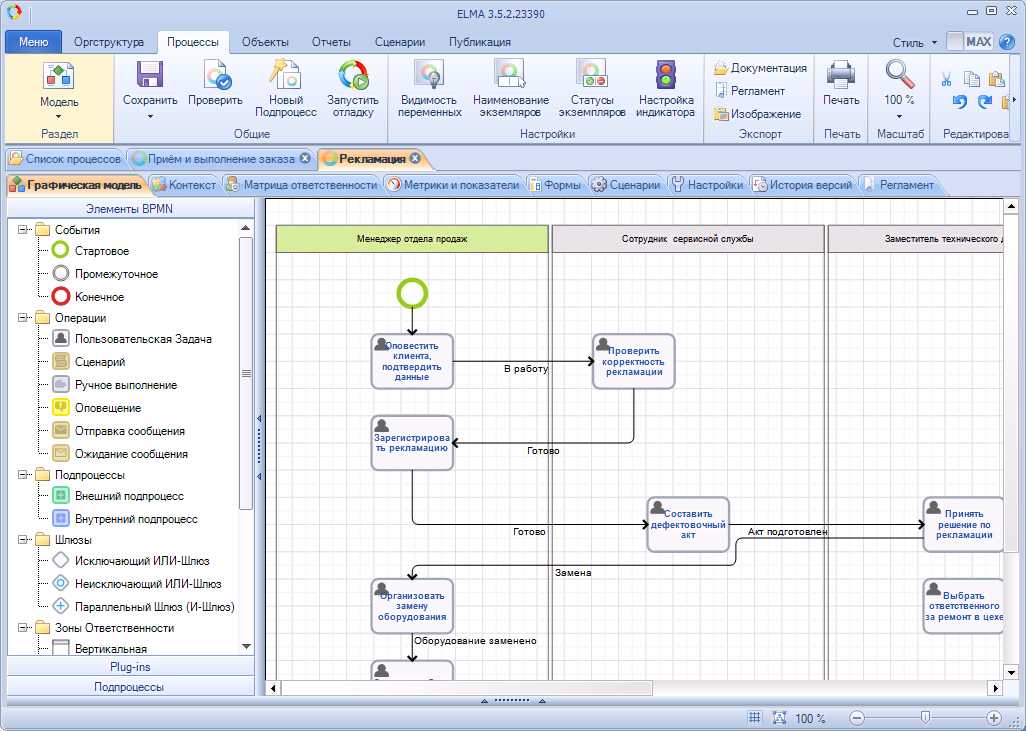 ELMA 3.5.2.23390
Меню Оргструктура Процессы Объекты Отчеты Сценарии Публикация Стиль MAX
Модель
Раздел
Сохранить
Проверить
Новый
Подпроцесс
Запустить
отладку
Общие
Видимость
переменных
Наименование
экземпляров
Статусы
экземпляров
Настройка
индикатора
Настройки
Документация
Регламент
Изображение
Экспорт
Печать
Печать
100 %
Масштаб
Редактирова
Список процессов Приём и выполнение заказа Рекламация
Графическая модель Контекст Матрица ответственности Метрики и показатели Формы Сценарии Настройки История версий Регламент
Элементы BPMN
События
Стартовое
Промежуточное
Конечное
Операции
Пользовательская Задача
Сценарий
Ручное выполнение
Оповещение
Отправка сообщения
Ожидание сообщения
Подпроцессы
Внешний подпроцесс
Внутренний подпроцесс
Шлюзы
Исключающий ИЛИ-Шлюз
Неисключающий ИЛИ-Шлюз
Параллельный Шлюз (И-Шлюз)
Зоны Ответственности
Вертикальная
Plug-ins
Подпроцессы
Менеджер отдела продаж
Сотрудник сервисной службы
Заместитель технического д
Оповестить
клиента,
подтвердить
данные
В работу
Проверить
корректность
рекламации
Зарегистрирова
ть рекламацию
Готово
Готово
Составить
дефектовочный
акт
Акт подготовлен
Принять
решение по
рекламации
Замена
Организовать
замену
оборудования
Выбрать
ответственного
за ремонт в цехе
Оборудование заменено
100 %